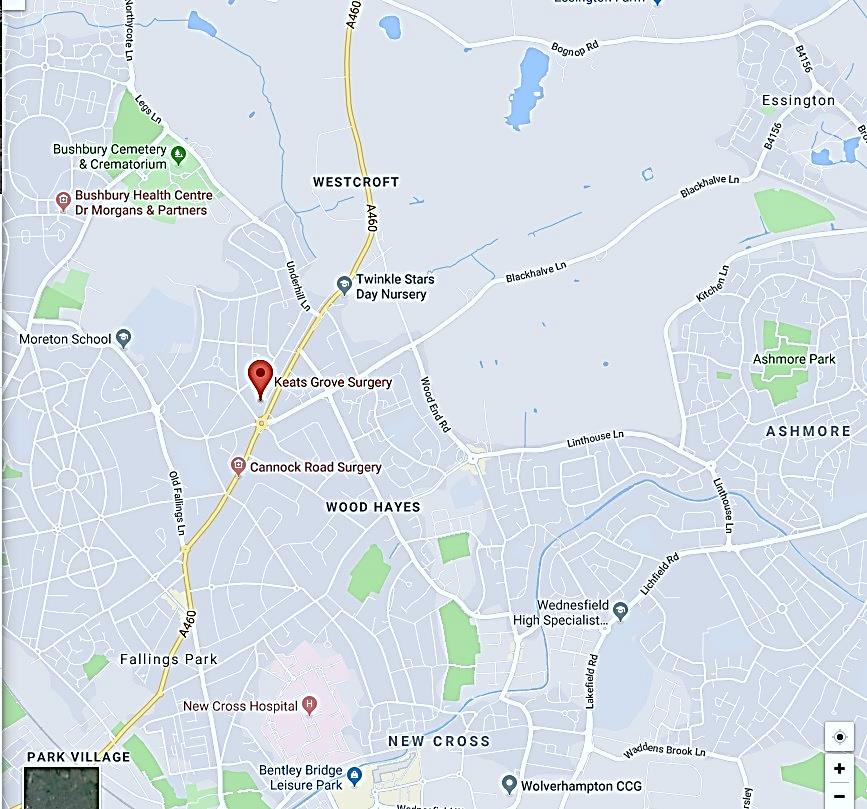 Northycote Ln
A460
Bognop Rd
B4156
Essington
B4156
Legs Ln
Bushbury Cemetery
& Crematorium
WESTCROFT
Bushbury Health Centre
Dr Morgans & Partners
A460
Blackhalve Ln
Underhill Ln
Twinkle Stars
Day Nursery
Blackhalve Ln
Kitchen Ln
Moreton School
Ashmore Park
Keats Grove Surgery
Wood End Rd
ASHMORE
Linthouse Ln
Cannock Road Surgery
Old Fallings Ln
WOOD HAYES
Linthouse Ln
Lichfield Rd
Wednesfield
High Specialist...
A460
Fallings Park
Lakefield Rd
New Cross Hospital
NEW CROSS
Waddens Brook Ln
PARK VILLAGE
Bentley Bridge
Leisure Park
Wolverhampton CCG
+
−